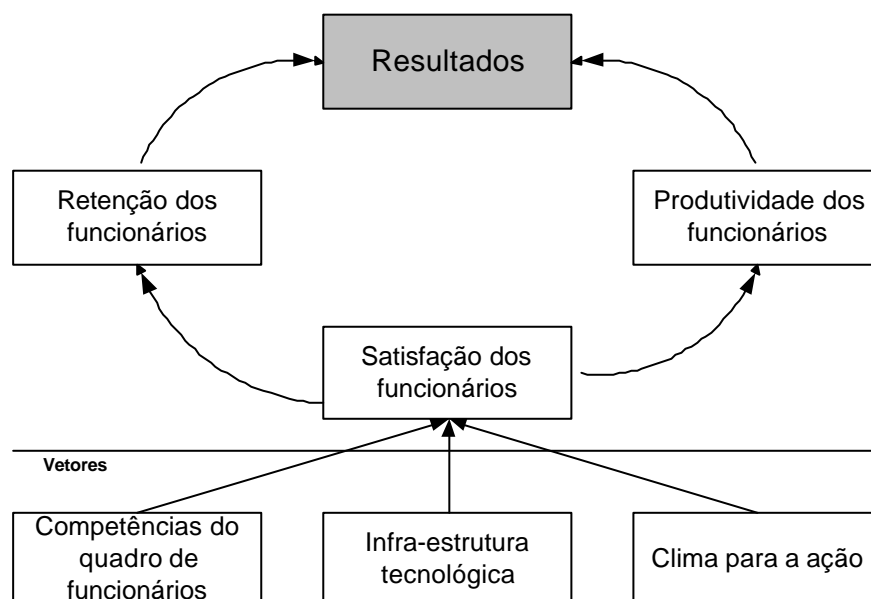 Resultados
Retenção dos
funcionários
Produtividade dos
funcionários
Satisfação dos
funcionários
Vetores
Competências do
quadro de
funcionários
Infra-estrutura
tecnológica
Clima para a ação